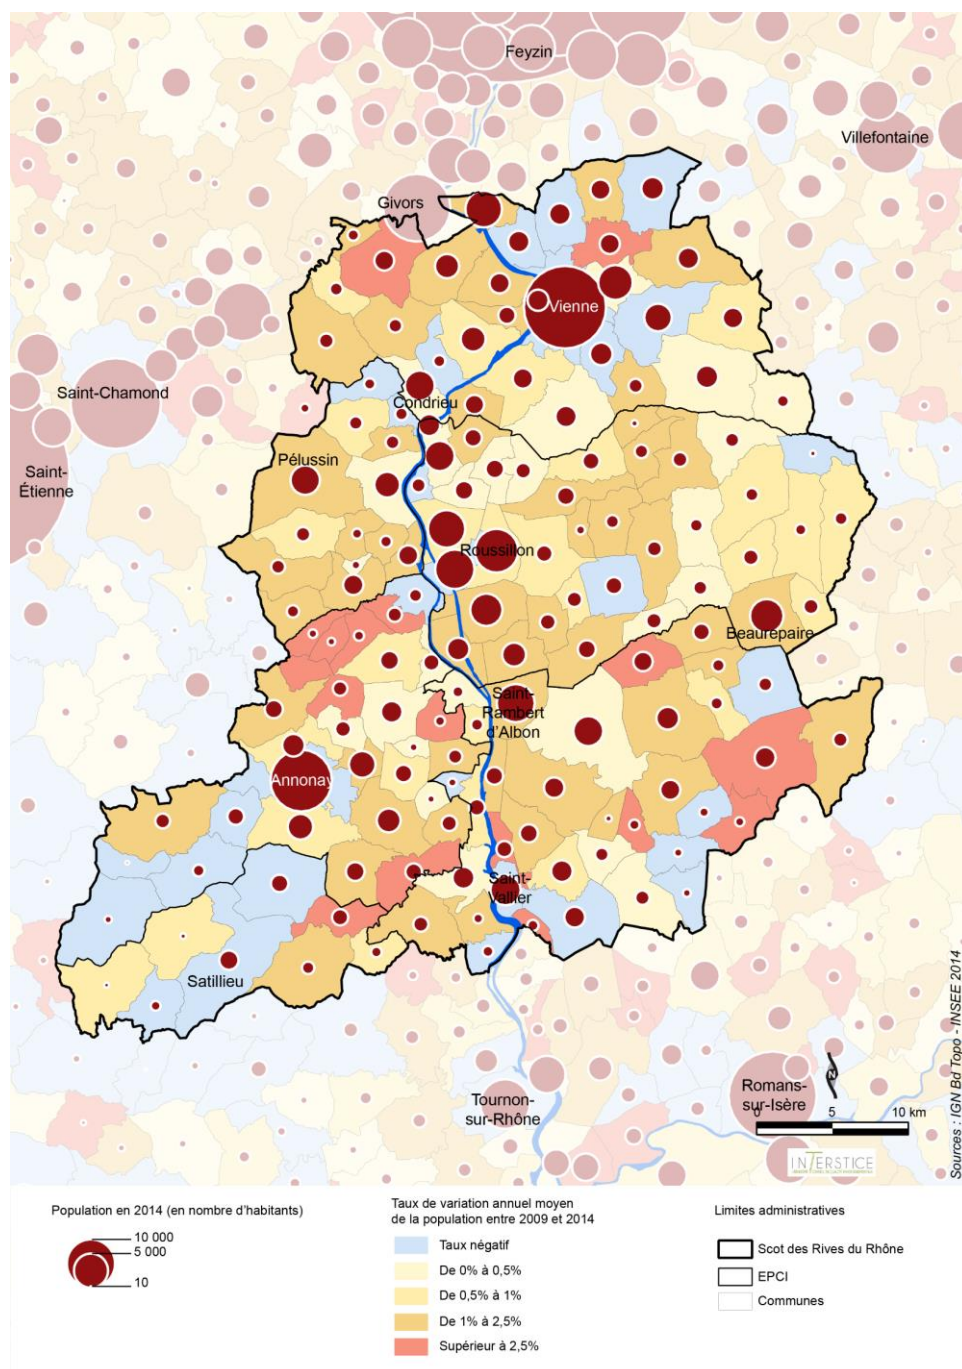 Feyzin
Villefontaine
Givors
Vienne
Saint-Chamond
Condrieu
Pélussin
Saint-
Étienne
Roussillon
Beaurepaire
Saint-
Rambert
d'Albon
Annonay
Saint-
Vallier
Satillieu
Tournon-
sur-Rhône
Romans-
sur-Isère
N
0 5 10 km
INTERSTICE
Sources : IGN Bd Topo - INSEE 2014
Population en 2014 (en nombre d'habitants)
10 000
5 000
10
Taux de variation annuel moyen
de la population entre 2009 et 2014
Taux négatif
De 0% à 0,5%
De 0,5% à 1%
De 1% à 2,5%
Supérieur à 2,5%
Limites administratives
Scot des Rives du Rhône
EPCI
Communes